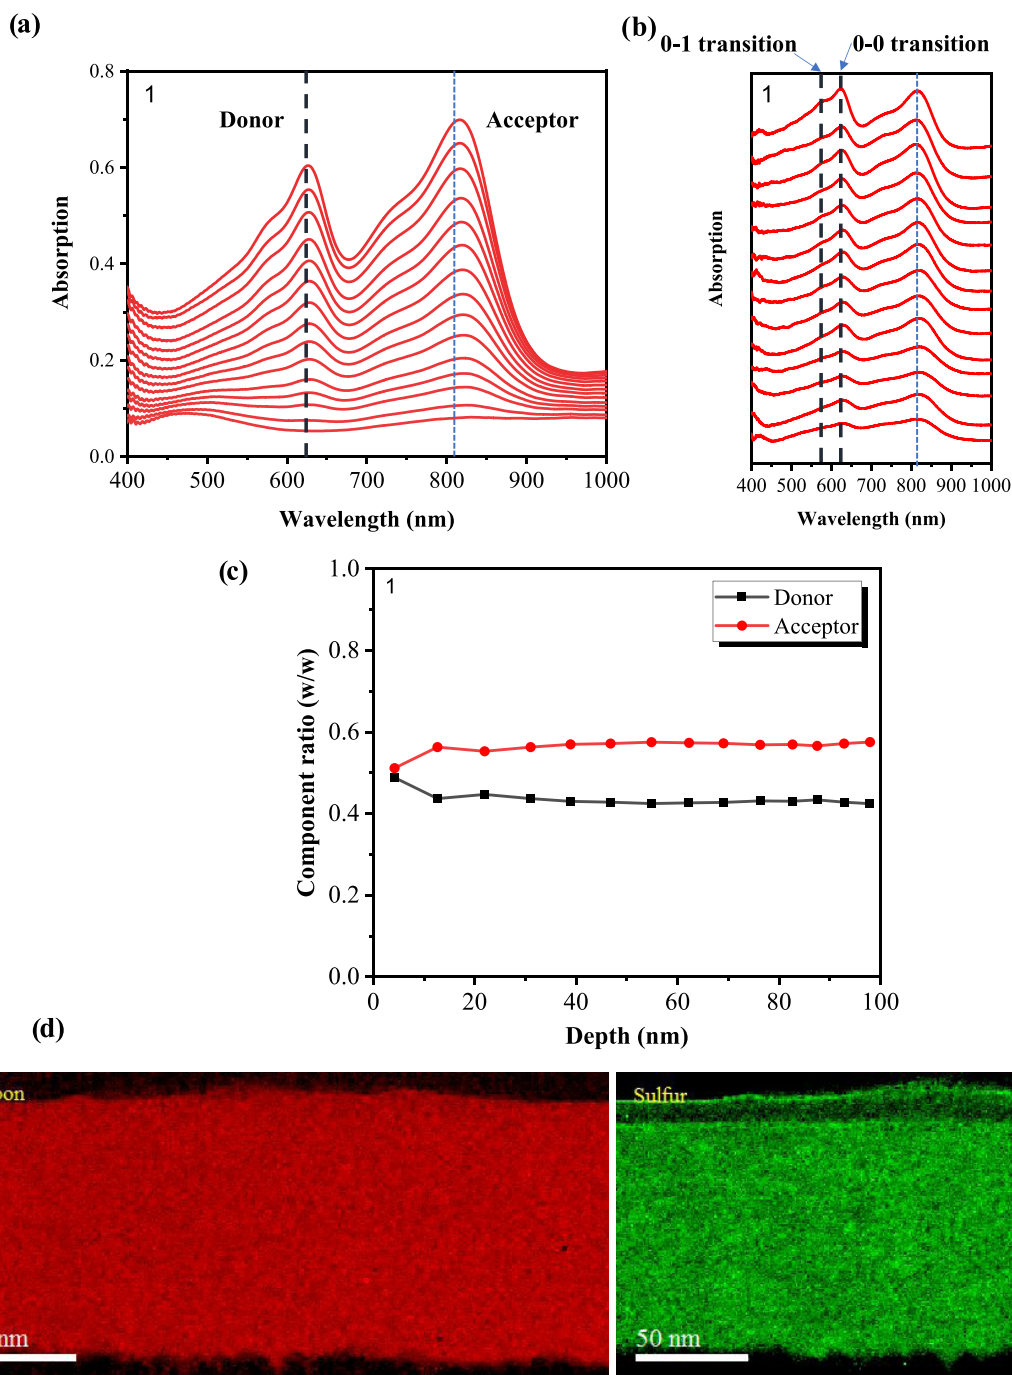 (a)
1
Donor
Acceptor
0.8
0.6
0.4
0.2
0.0
Absorption
400 500 600 700 800 900 1000
Wavelength (nm)
(b)
0-1 transition
0-0 transition
1
Absorption
400 500 600 700 800 900 1000
Wavelength (nm)
(c)
1
Donor
Acceptor
1.0
0.8
0.6
0.4
0.2
0.0
Component ratio (w/w)
0 20 40 60 80 100
Depth (nm)
(d)
nm
Sulfur
50 nm